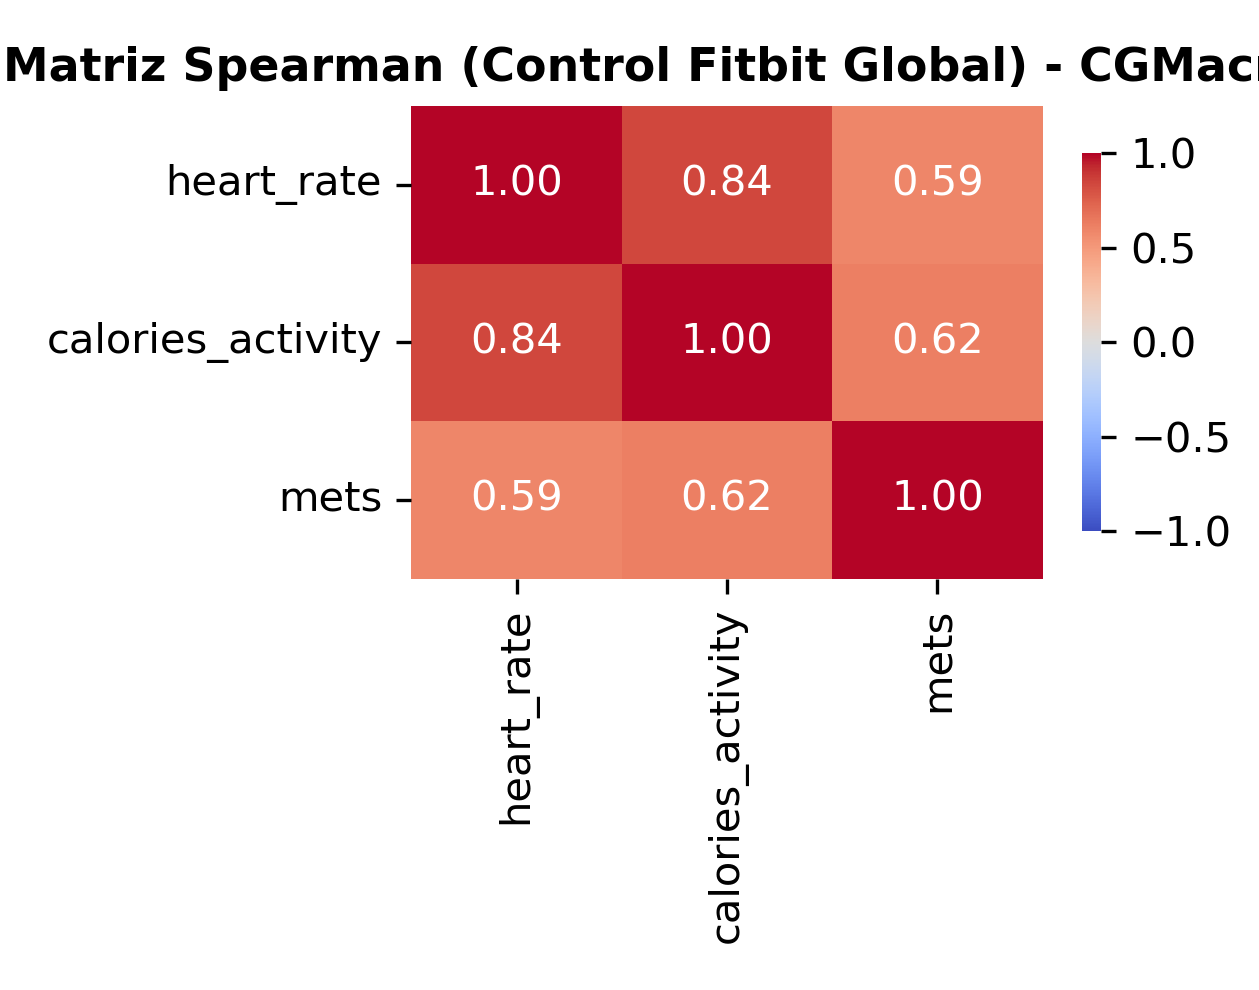 Matriz Spearman (Control Fitbit Global) - CGMacr
heart_rate 1.00 0.84 0.59
calories_activity 0.84 1.00 0.62
mets 0.59 0.62 1.00
heart_rate
calories_activity
mets
1.0
0.5
0.0
−0.5
−1.0